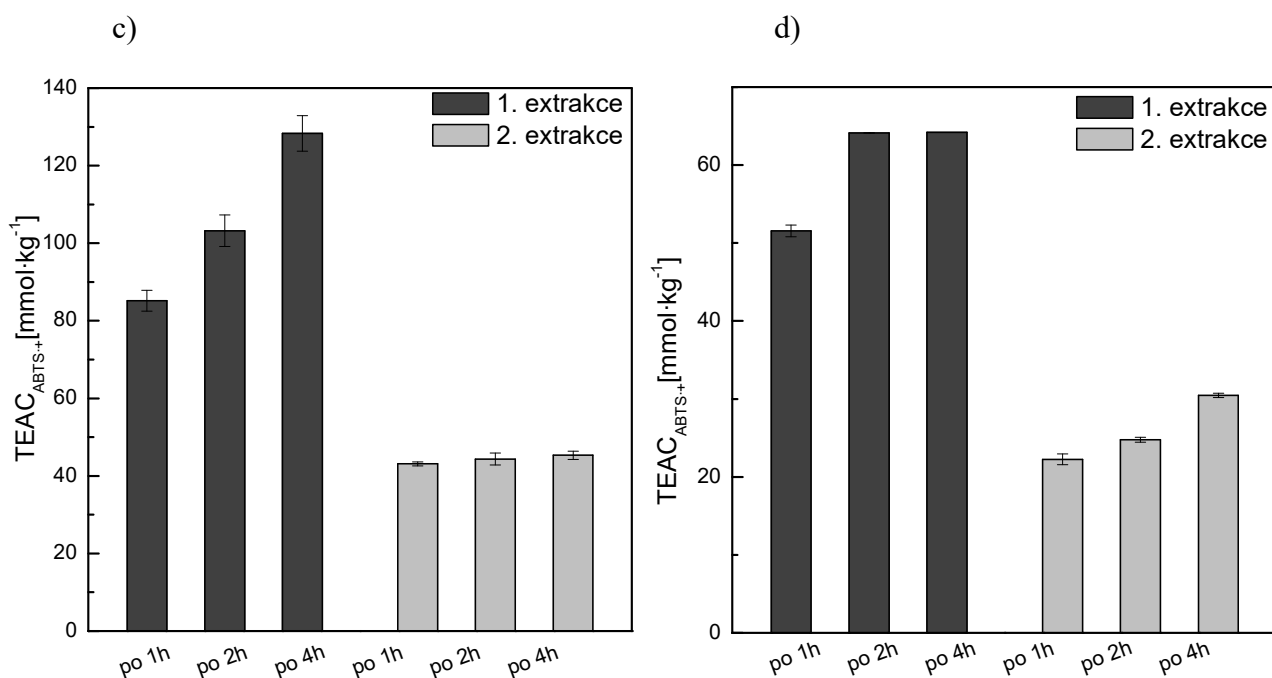 c)
140
120
100
80
60
40
20
0
TEAC_ABTS·+[mmol·kg⁻¹]
1. extrakce
2. extrakce
po 1h
po 2h
po 4h
po 1h
po 2h
po 4h
d)
60
40
20
0
TEAC_ABTS·+[mmol·kg⁻¹]
1. extrakce
2. extrakce
po 1h
po 2h
po 4h
po 1h
po 2h
po 4h